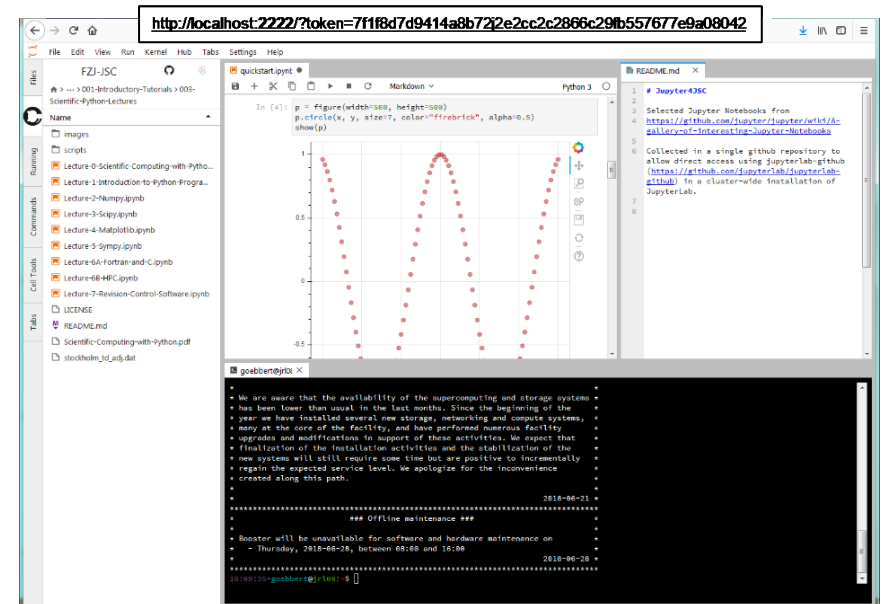 http://localhost:2222/?token=7f1f8d7d9414a8b72j2e2cc2c2866c29fb557677e9a08042
File Edit View Run Kernel Hub Tabs Settings Help
Files
Running
Commands
Cell Tools
Tabs
FZJ-JSC
> ··· > 001-Introductory-Tutorials > 003-
Scientific-Python-Lectures
Name
images
scripts
Lecture-0-Scientific-Computing-with-Pytho...
Lecture-1-Introduction-to-Python-Progra...
Lecture-2-Numpy.ipynb
Lecture-3-Scipy.ipynb
Lecture-4-Matplotlib.ipynb
Lecture-5-Sympy.ipynb
Lecture-6A-Fortran-and-C.ipynb
Lecture-6B-HPC.ipynb
Lecture-7-Revision-Control-Software.ipynb
LICENSE
README.md
Scientific-Computing-with-Python.pdf
stockholm_td_adj.dat
quickstart.ipynb
Markdown
Python 3
In [4]: p = figure(width=500, height=500)
p.circle(x, y, size=7, color="firebrick", alpha=0.5)
show(p)
1
0.5
0
-0.5
README.md
1 # Jupyter4JSC
2
3 Selected Jupyter Notebooks from
4 https://github.com/jupyter/jupyter/wiki/A-
gallery-of-interesting-Jupyter-Notebooks
5
6 Collected in a single github repository to
allow direct access using jupyterlab-github
(https://github.com/jupyterlab/jupyterlab-
github) in a cluster-wide installation of
JupyterLab.
7
8
goebbert@jrl08
* *
* We are aware that the availability of the supercomputing and storage systems *
* has been lower than usual in the last months. Since the beginning of the *
* year we have installed several new storage, networking and compute systems, *
* many at the core of the facility, and have performed numerous facility *
* upgrades and modifications in support of these activities. We expect that *
* finalization of the installation activities and the stabilization of the *
* new systems will still require some time but are positive to incrementally *
* regain the expected service level. We apologize for the inconvenience *
* created along this path. *
* *
* 2018-06-21 *
*******************************************************************************
* ### Offline maintenance ### *
* *
* Booster will be unavailable for software and hardware maintenance on *
* - Thursday, 2018-06-28, between 08:00 and 16:00 *
* 2018-06-28 *
*******************************************************************************
18:09:35-goebbert@jrl08:~$